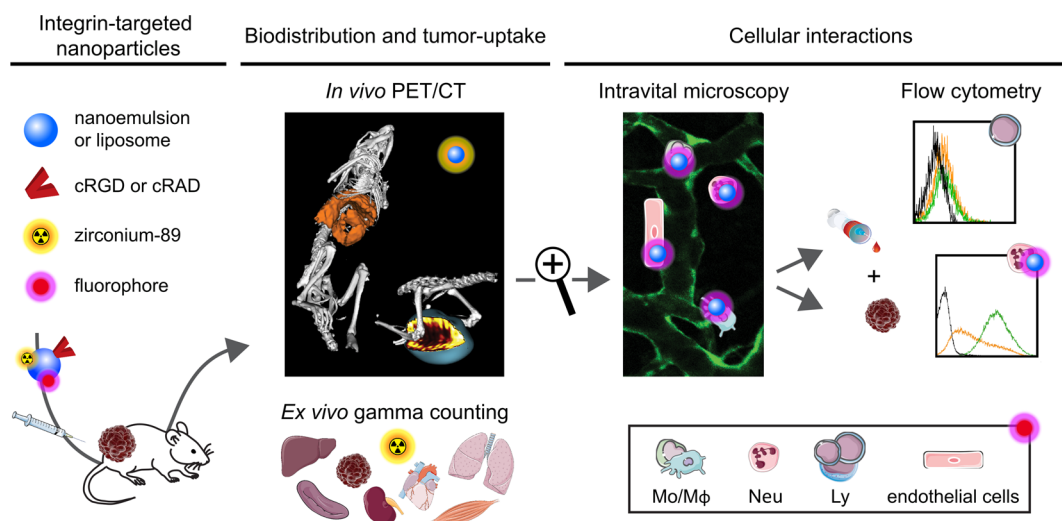 Integrin-targeted
nanoparticles
Biodistribution and tumor-uptake
Cellular interactions
nanoemulsion
or liposome
cRGD or cRAD
zirconium-89
fluorophore
In vivo PET/CT
Ex vivo gamma counting
Intravital microscopy
Flow cytometry
+
Mo/Mϕ
Neu
Ly
endothelial cells